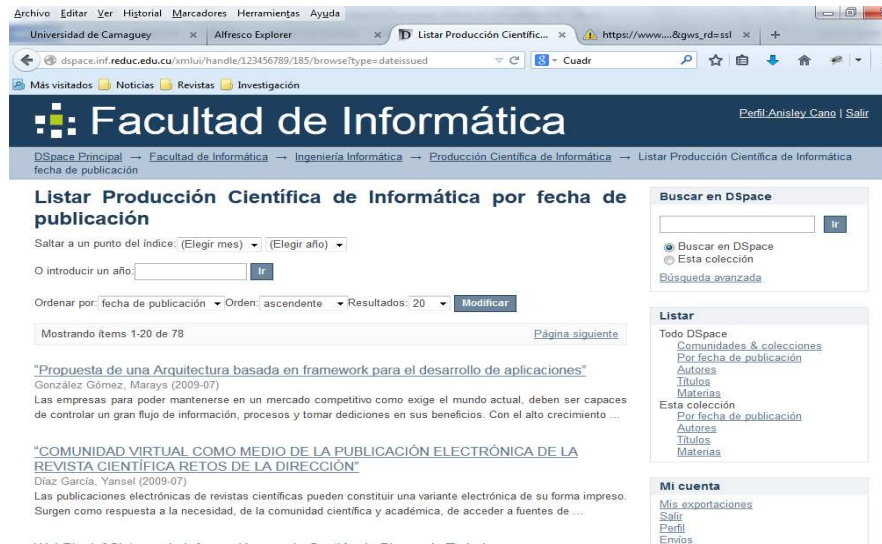 Archivo Editar Ver Historial Marcadores Herramientas Ayuda
Universidad de Camaguey × Alfresco Explorer × Listar Producción Científic... × https://www....&gws_rd=ssl × +
dspace.inf.reduc.edu.cu/xmlui/handle/123456789/185/browse?type=dateissued
Cuadr
Más visitados Noticias Revistas Investigación
Facultad de Informática
Perfil:Anisley Cano | Salir
DSpace Principal → Facultad de Informática → Ingeniería Informática → Producción Científica de Informática → Listar Producción Científica de Informática
fecha de publicación
Listar Producción Científica de Informática por fecha de
publicación
Saltar a un punto del índice: (Elegir mes) (Elegir año)
O introducir un año: Ir
Ordenar por: fecha de publicación Orden: ascendente Resultados: 20 Modificar
Mostrando ítems 1-20 de 78 Página siguiente
"Propuesta de una Arquitectura basada en framework para el desarrollo de aplicaciones"
González Gómez, Marays (2009-07)
Las empresas para poder mantenerse en un mercado competitivo como exige el mundo actual, deben ser capaces
de controlar un gran flujo de información, procesos y tomar dediciones en sus beneficios. Con el alto crecimiento ...
"COMUNIDAD VIRTUAL COMO MEDIO DE LA PUBLICACIÓN ELECTRÓNICA DE LA
REVISTA CIENTÍFICA RETOS DE LA DIRECCIÓN"
Díaz García, Yansel (2009-07)
Las publicaciones electrónicas de revistas científicas pueden constituir una variante electrónica de su forma impreso.
Surgen como respuesta a la necesidad, de la comunidad científica y académica, de acceder a fuentes de ...
Buscar en DSpace
Ir
Buscar en DSpace
Esta colección
Búsqueda avanzada
Listar
Todo DSpace
Comunidades & colecciones
Por fecha de publicación
Autores
Títulos
Materias
Esta colección
Por fecha de publicación
Autores
Títulos
Materias
Mi cuenta
Mis exportaciones
Salir
Perfil
Envíos